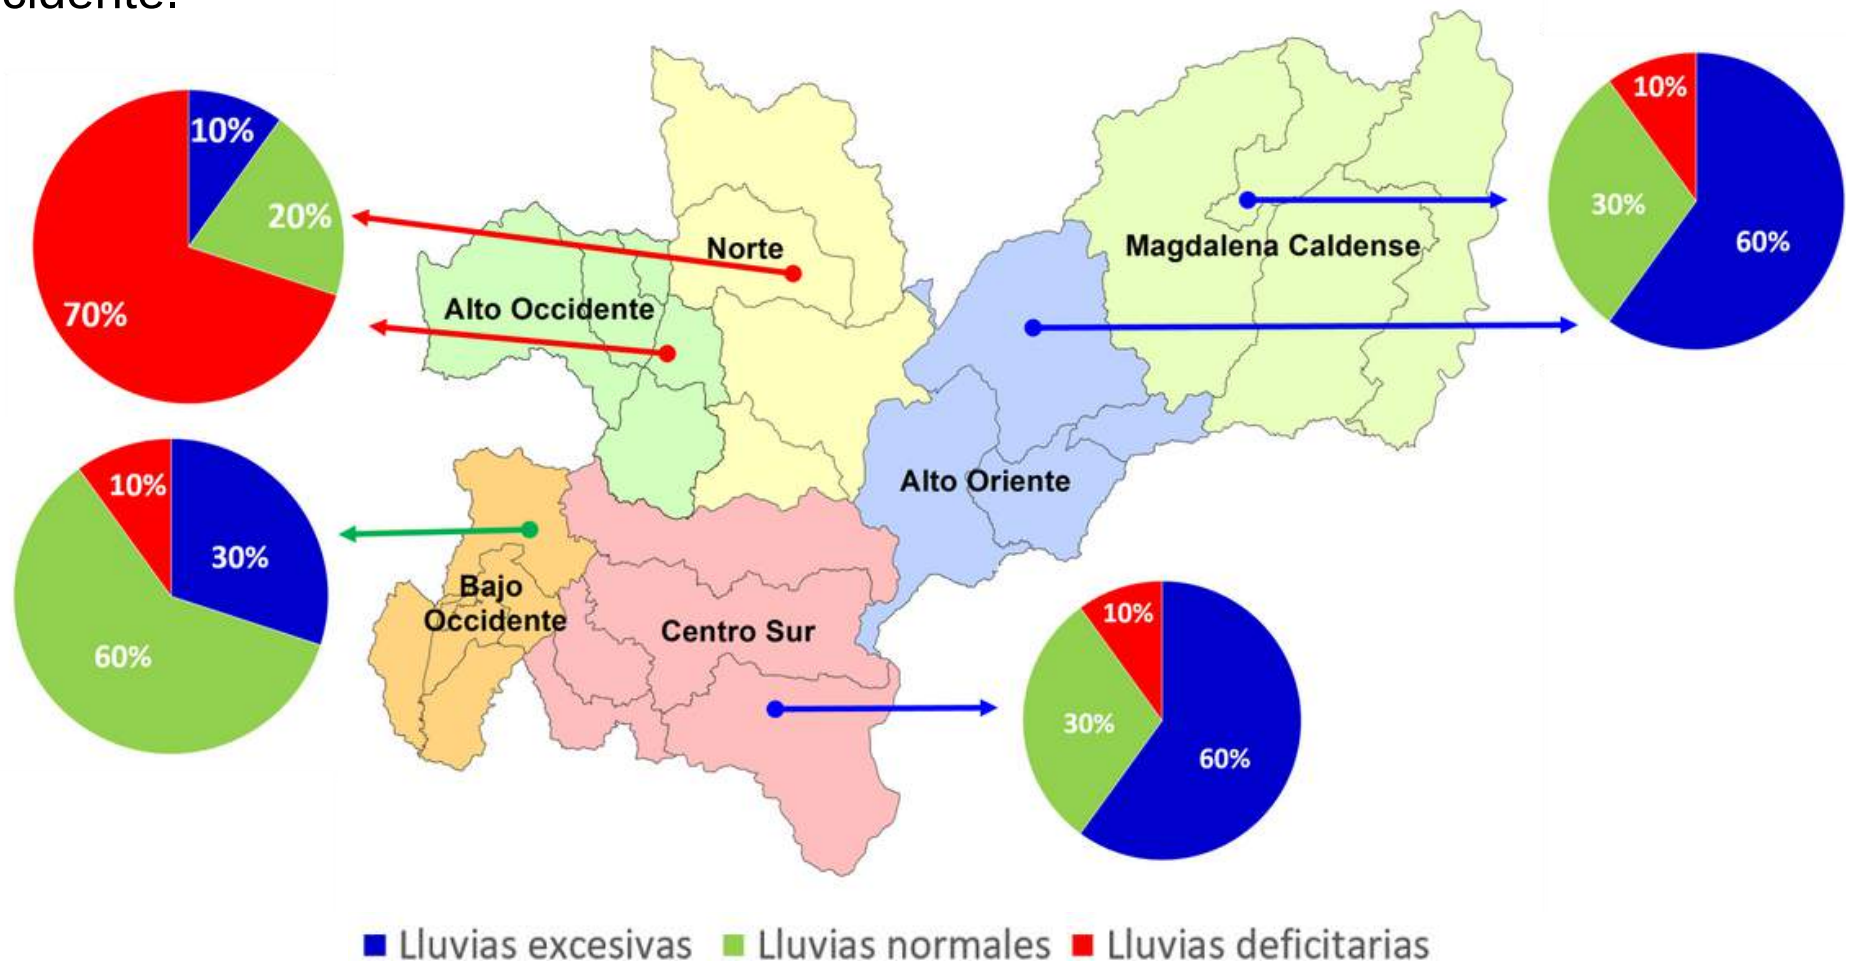 cidente.
10%
20%
70%
10%
30%
60%
Norte
Alto Occidente
Magdalena Caldense
Alto Oriente
Bajo
Occidente
Centro Sur
10%
30%
60%
10%
30%
60%
Lluvias excesivas Lluvias normales Lluvias deficitarias